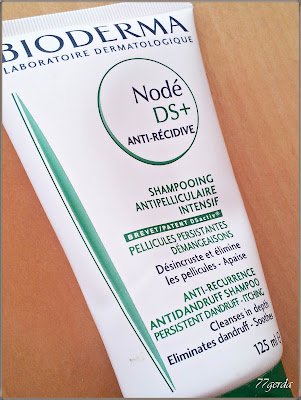 BIODERMA
LABORATOIRE DERMATOLOGIQUE
Nodé
DS+
ANTI-RÉCIDIVE
SHAMPOOING
ANTIPELLICULAIRE
INTENSIF
BREVET/PATENT DSactiv®
PELLICULES PERSISTANTES
DÉMANGEAISONS
Désincruste et élimine
les pellicules - Apaise
ANTI-RECURRENCE
ANTIDANDRUFF SHAMPOO
PERSISTENT DANDRUFF - ITCHING
Cleanses in depth
Eliminates dandruff - Soothes
125 ml
77gerda